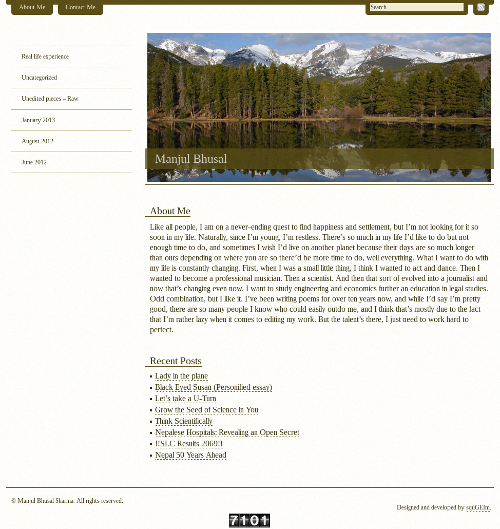 About Me
Contact Me
Search
Real life experience
Uncategorized
Unedited pieces – Raw
January 2013
August 2012
June 2012
Manjul Bhusal
About Me
Like all people, I am on a never-ending quest to find happiness and settlement, but I’m not looking for it so
soon in my life. Naturally, since I’m young, I’m restless. There’s so much in my life I’d like to do but not
enough time to do, and sometimes I wish I’d live on another planet because their days are so much longer
than ours depending on where you are so there’d be more time to do, well everything. What I want to do with
my life is constantly changing. First, when I was a small little thing, I think I wanted to act and dance. Then I
wanted to become a professional musician. Then a scientist. And then that sort of evolved into a journalist and
now that’s changing even now. I want to study engineering and economics further an education in legal studies.
Odd combination, but I like it. I’ve been writing poems for over ten years now, and while I’d say I’m pretty
good, there are so many people I know who could easily outdo me, and I think that’s mostly due to the fact
that I’m rather lazy when it comes to editing my work. But the talent’s there, I just need to work hard to
perfect.
Recent Posts
Lady in the plane
Black Eyed Susan (Personified essay)
Let’s take a U-Turn
Grow the Seed of Science in You
Think Scientifically
Nepalese Hospitals: Revealing an Open Secret
iESLC Results 2069!!
Nepal 50 Years Ahead
© Manjul Bhusal Sharma. All rights reserved.
Designed and developed by squGEIm.
7101